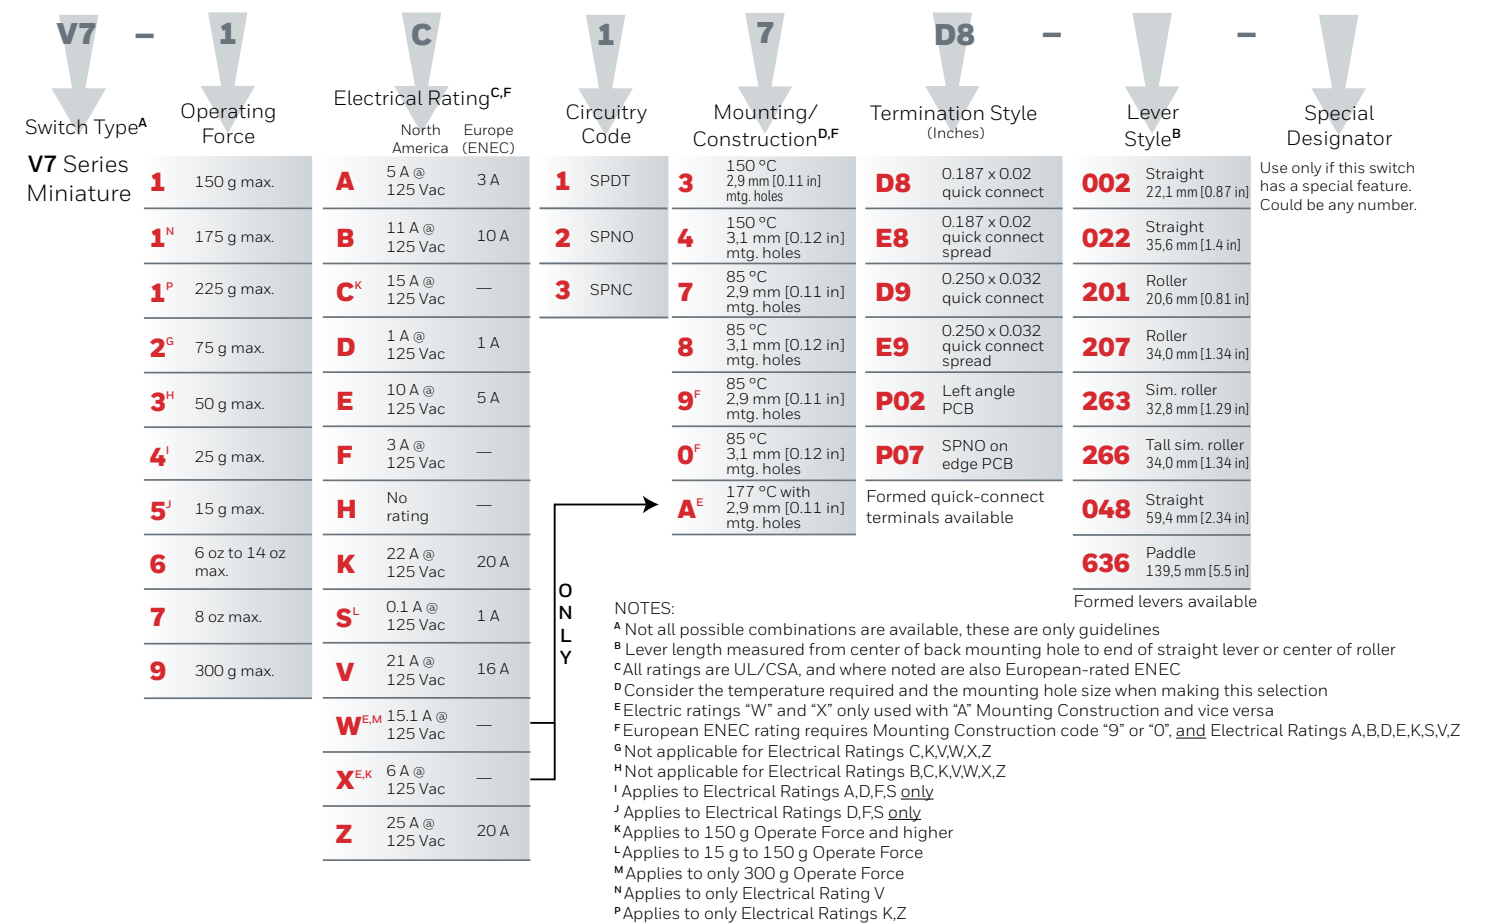 V7 – 1 C 1 7 D8 – –
Switch Type^A
V7 Series
Miniature
Operating
Force
1 150 g max.
1^N 175 g max.
1^P 225 g max.
2^G 75 g max.
3^H 50 g max.
4^I 25 g max.
5^J 15 g max.
6 6 oz to 14 oz
max.
7 8 oz max.
9 300 g max.
Electrical Rating^C,F
North
America
Europe
(ENEC)
A 5 A @
125 Vac 3 A
B 11 A @
125 Vac 10 A
C^K 15 A @
125 Vac —
D 1 A @
125 Vac 1 A
E 10 A @
125 Vac 5 A
F 3 A @
125 Vac —
H No
rating —
K 22 A @
125 Vac 20 A
S^L 0.1 A @
125 Vac 1 A
V 21 A @
125 Vac 16 A
W^E,M 15.1 A @
125 Vac —
X^E,K 6 A @
125 Vac —
Z 25 A @
125 Vac 20 A
O
N
L
Y
Circuitry
Code
1 SPDT
2 SPNO
3 SPNC
Mounting/
Construction^D,F
3 150 °C
2,9 mm [0.11 in]
mtg. holes
4 150 °C
3,1 mm [0.12 in]
mtg. holes
7 85 °C
2,9 mm [0.11 in]
mtg. holes
8 85 °C
3,1 mm [0.12 in]
mtg. holes
9^F 85 °C
2,9 mm [0.11 in]
mtg. holes
0^F 85 °C
3,1 mm [0.12 in]
mtg. holes
A^E 177 °C with
2,9 mm [0.11 in]
mtg. holes
Termination Style
(Inches)
D8 0.187 x 0.02
quick connect
E8 0.187 x 0.02
quick connect
spread
D9 0.250 x 0.032
quick connect
E9 0.250 x 0.032
quick connect
spread
P02 Left angle
PCB
P07 SPNO on
edge PCB
Formed quick-connect
terminals available
Lever
Style^B
002 Straight
22,1 mm [0.87 in]
022 Straight
35,6 mm [1.4 in]
201 Roller
20,6 mm [0.81 in]
207 Roller
34,0 mm [1.34 in]
263 Sim. roller
32,8 mm [1.29 in]
266 Tall sim. roller
34,0 mm [1.34 in]
048 Straight
59,4 mm [2.34 in]
636 Paddle
139,5 mm [5.5 in]
Formed levers available
Special
Designator
Use only if this switch
has a special feature.
Could be any number.
NOTES:
^A Not all possible combinations are available, these are only guidelines
^B Lever length measured from center of back mounting hole to end of straight lever or center of roller
^C All ratings are UL/CSA, and where noted are also European-rated ENEC
^D Consider the temperature required and the mounting hole size when making this selection
^E Electric ratings “W” and “X” only used with “A” Mounting Construction and vice versa
^F European ENEC rating requires Mounting Construction code “9” or “0”, and Electrical Ratings A,B,D,E,K,S,V,Z
^G Not applicable for Electrical Ratings C,K,V,W,X,Z
^H Not applicable for Electrical Ratings B,C,K,V,W,X,Z
^I Applies to Electrical Ratings A,D,F,S only
^J Applies to Electrical Ratings D,F,S only
^K Applies to 150 g Operate Force and higher
^L Applies to 15 g to 150 g Operate Force
^M Applies to only 300 g Operate Force
^N Applies to only Electrical Rating V
^P Applies to only Electrical Ratings K,Z